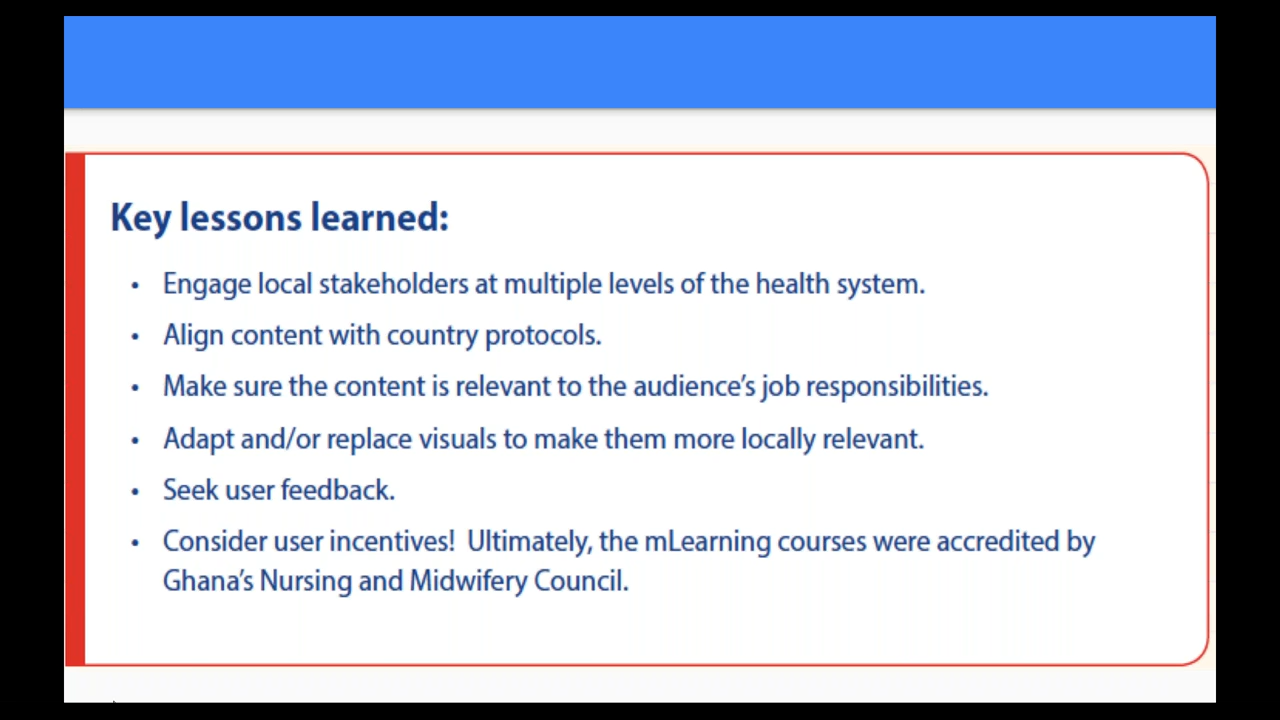 Key lessons learned:
• Engage local stakeholders at multiple levels of the health system.
• Align content with country protocols.
• Make sure the content is relevant to the audience’s job responsibilities.
• Adapt and/or replace visuals to make them more locally relevant.
• Seek user feedback.
• Consider user incentives!  Ultimately, the mLearning courses were accredited by
Ghana’s Nursing and Midwifery Council.